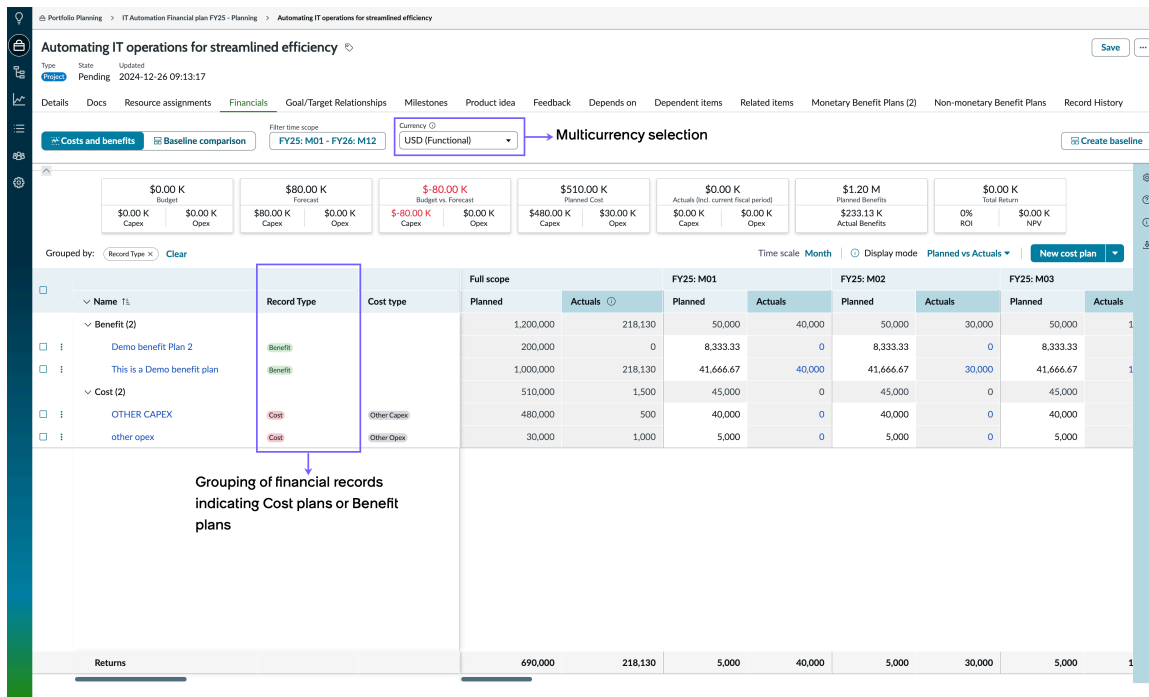 Portfolio Planning > IT Automation Financial plan FY25 - Planning > Automating IT operations for streamlined efficiency
Automating IT operations for streamlined efficiency
Save
Type State Updated
Project Pending 2024-12-26 09:13:17
Details Docs Resource assignments Financials Goal/Target Relationships Milestones Product idea Feedback Depends on Dependent items Related items Monetary Benefit Plans (2) Non-monetary Benefit Plans Record History
Costs and benefits Baseline comparison
Filter time scope
FY25: M01 - FY26: M12
Currency
USD (Functional)
Multicurrency selection
Create baseline
$0.00 K $80.00 K $-80.00 K $510.00 K $0.00 K $1.20 M $0.00 K
Budget Forecast Budget vs. Forecast Planned Cost Actuals (Incl. current fiscal period) Planned Benefits Total Return
$0.00 K $0.00 K $80.00 K $0.00 K $-80.00 K $0.00 K $480.00 K $30.00 K $0.00 K $0.00 K $233.13 K 0% $0.00 K
Capex Opex Capex Opex Capex Opex Capex Opex Capex Opex Actual Benefits ROI NPV
Grouped by: Record Type × Clear
Time scale Month Display mode Planned vs Actuals New cost plan
Full scope FY25: M01 FY25: M02 FY25: M03
Name Record Type Cost type Planned Actuals Planned Actuals Planned Actuals Planned Actuals
Benefit (2) 1,200,000 218,130 50,000 40,000 50,000 30,000 50,000 1
Demo benefit Plan 2 Benefit 200,000 0 8,333.33 0 8,333.33 0 8,333.33
This is a Demo benefit plan Benefit 1,000,000 218,130 41,666.67 40,000 41,666.67 30,000 41,666.67 1
Cost (2) 510,000 1,500 45,000 0 45,000 0 45,000
OTHER CAPEX Cost Other Capex 480,000 500 40,000 0 40,000 0 40,000
other opex Cost Other Opex 30,000 1,000 5,000 0 5,000 0 5,000
Grouping of financial records
indicating Cost plans or Benefit
plans
Returns 690,000 218,130 5,000 40,000 5,000 30,000 5,000 1